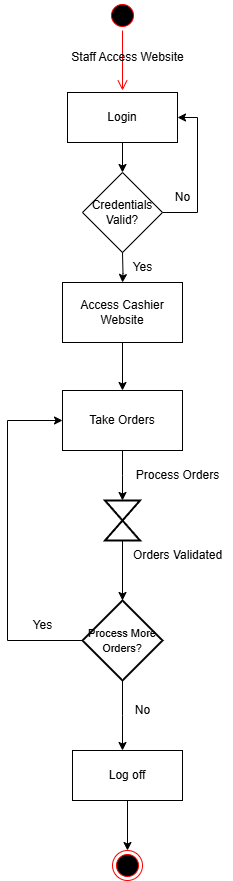 Staff Access Website
Login
Credentials
Valid?
No
Yes
Access Cashier
Website
Take Orders
Process Orders
Orders Validated
Process More
Orders?
Yes
No
Log off